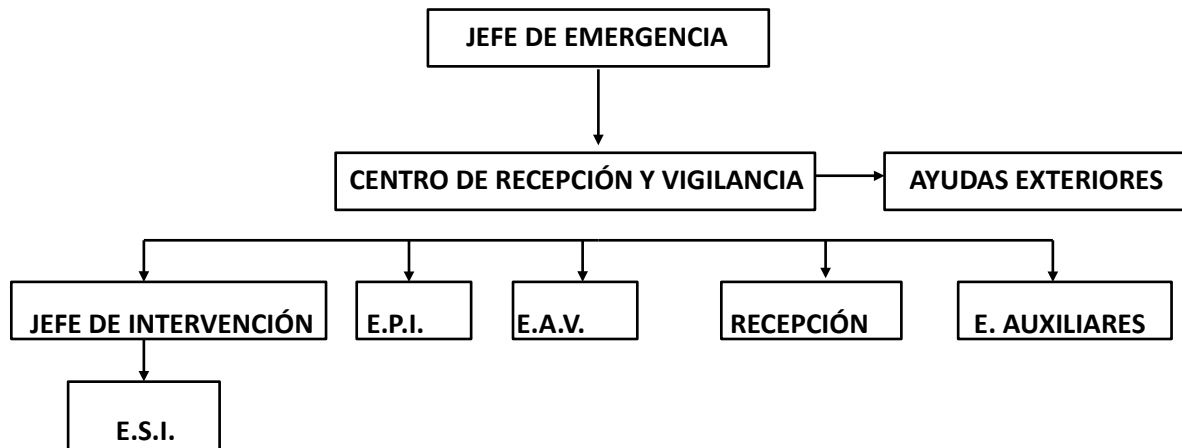 JEFE DE EMERGENCIA
CENTRO DE RECEPCIÓN Y VIGILANCIA
AYUDAS EXTERIORES
JEFE DE INTERVENCIÓN
E.P.I.
E.A.V.
RECEPCIÓN
E. AUXILIARES
E.S.I.